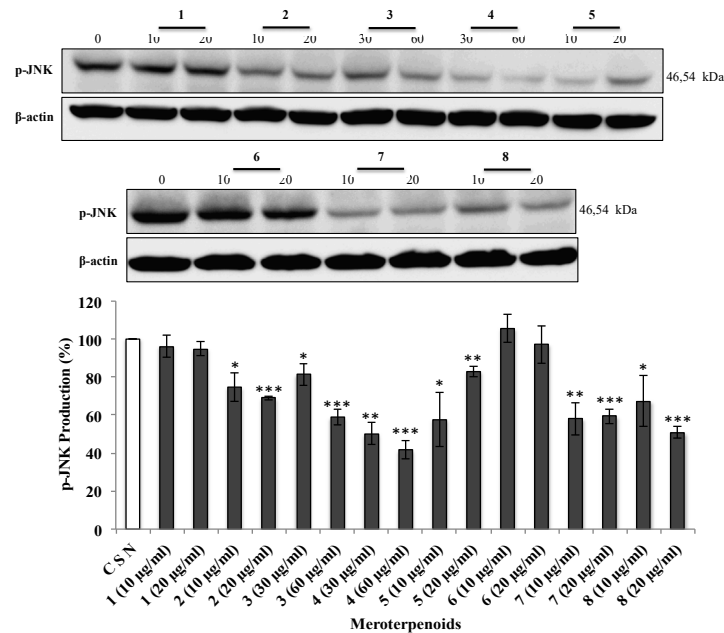 1 2 3 4 5
0 10 20 10 20 30 60 30 60 10 20
p-JNK 46,54 kDa
β-actin
6 7 8
0 10 20 10 20 10 20
p-JNK 46,54 kDa
β-actin
120
100
80
60
40
20
0
p-JNK Production (%)
* *** * *** ** *** * ** ** *** * ***
C S N
1 (10 µg/ml)
1 (20 µg/ml)
2 (10 µg/ml)
2 (20 µg/ml)
3 (30 µg/ml)
3 (60 µg/ml)
4 (30 µg/ml)
4 (60 µg/ml)
5 (10 µg/ml)
5 (20 µg/ml)
6 (10 µg/ml)
6 (20 µg/ml)
7 (10 µg/ml)
7 (20 µg/ml)
8 (10 µg/ml)
8 (20 µg/ml)
Meroterpenoids